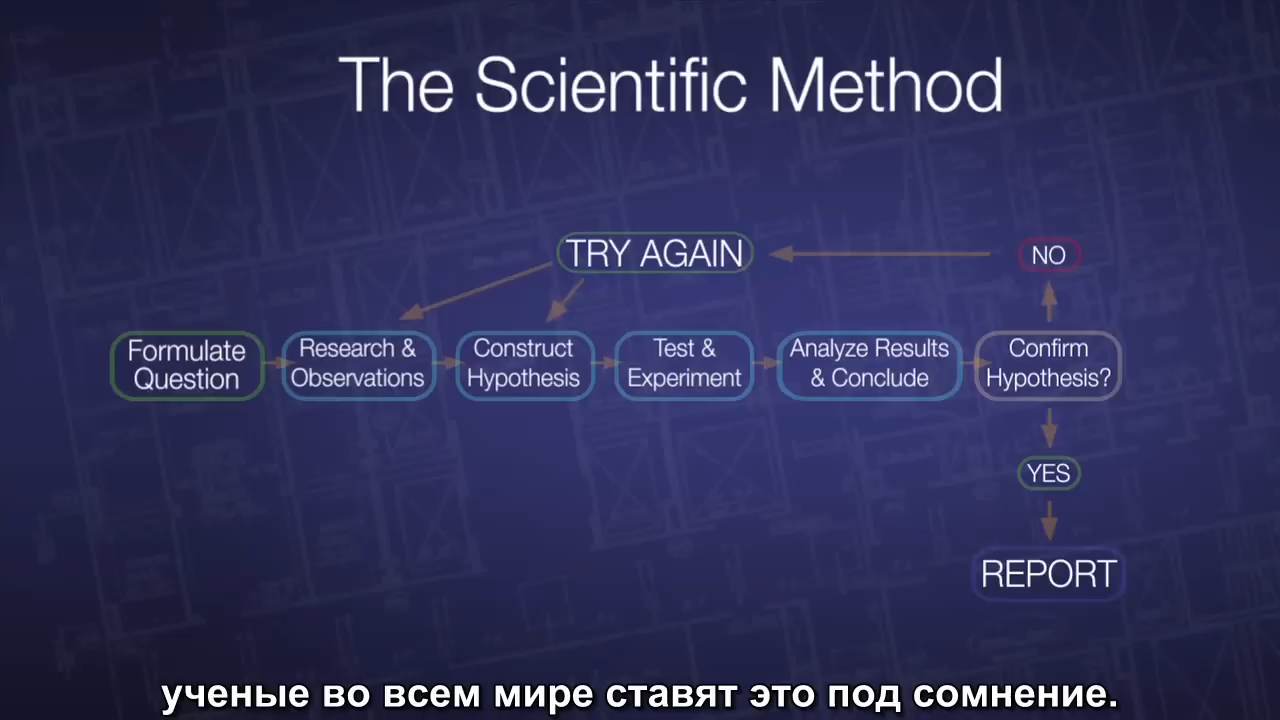 The Scientific Method
TRY AGAIN
NO
Formulate
Question
Research &
Observations
Construct
Hypothesis
Test &
Experiment
Analyze Results
& Conclude
Confirm
Hypothesis?
YES
REPORT
ученые во всем мире ставят это под сомнение.